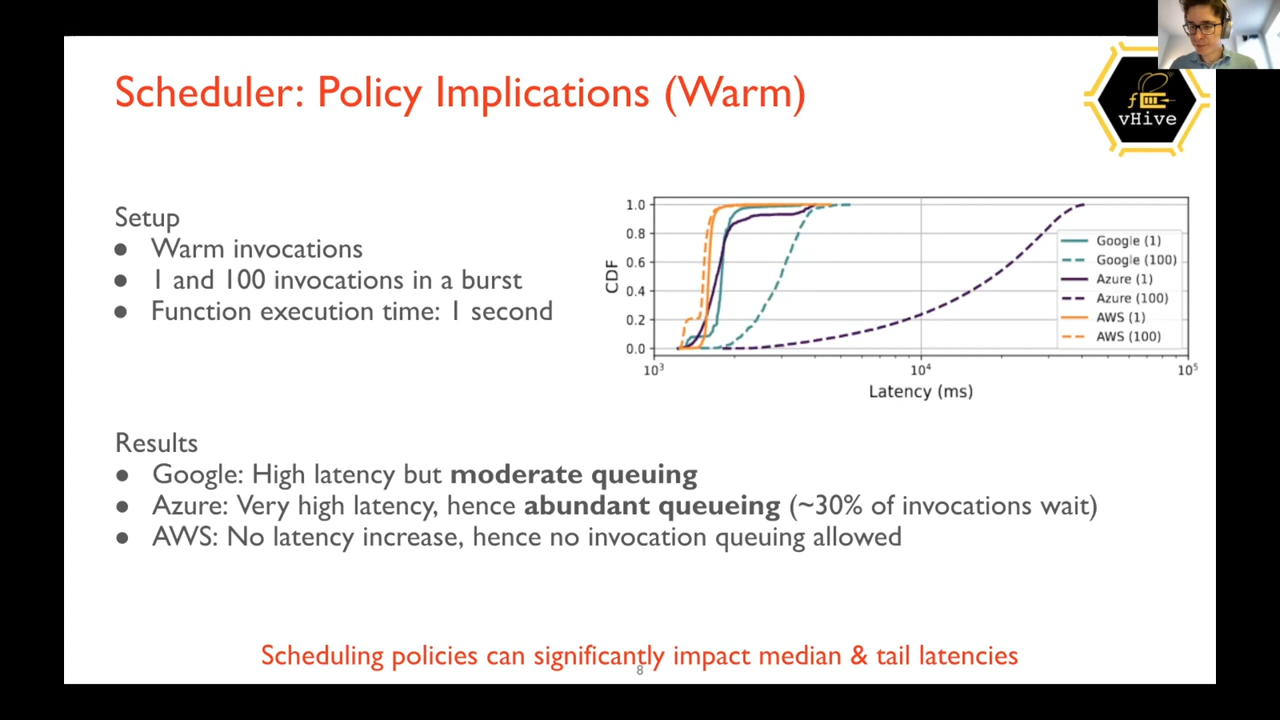 Scheduler: Policy Implications (Warm)
vHive
Setup
● Warm invocations
● 1 and 100 invocations in a burst
● Function execution time: 1 second
1.0
0.8
0.6
0.4
0.2
0.0
CDF
10³
10⁴
10⁵
Latency (ms)
Google (1)
Google (100)
Azure (1)
Azure (100)
AWS (1)
AWS (100)
Results
● Google: High latency but moderate queuing
● Azure: Very high latency, hence abundant queueing (~30% of invocations wait)
● AWS: No latency increase, hence no invocation queuing allowed
Scheduling policies can significantly impact median & tail latencies
8